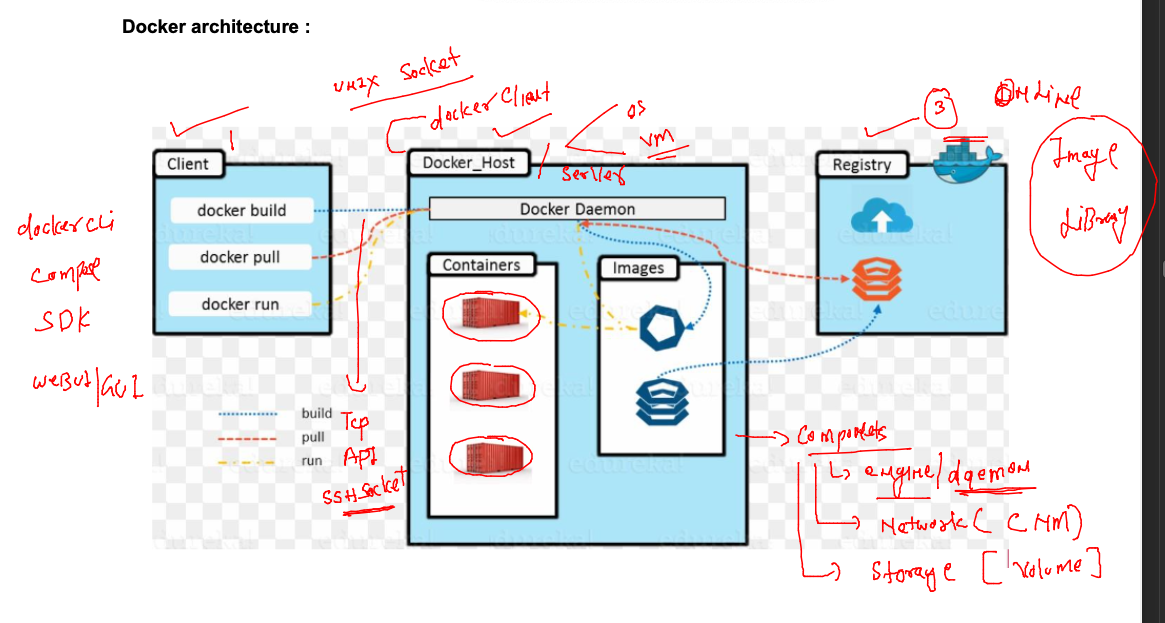 Docker architecture :
unix Socket
docker Client
OS
VM
Server
3
Online
Image
Library
Client
Docker_Host
Registry
docker build
docker pull
docker run
Docker Daemon
Containers
Images
docker cli
Compose
SDK
WebUI/GUI
build
pull
run
TCP
API
SSH Socket
Components
engine/daemon
Network (CNM)
Storage [Volume]
edureka!